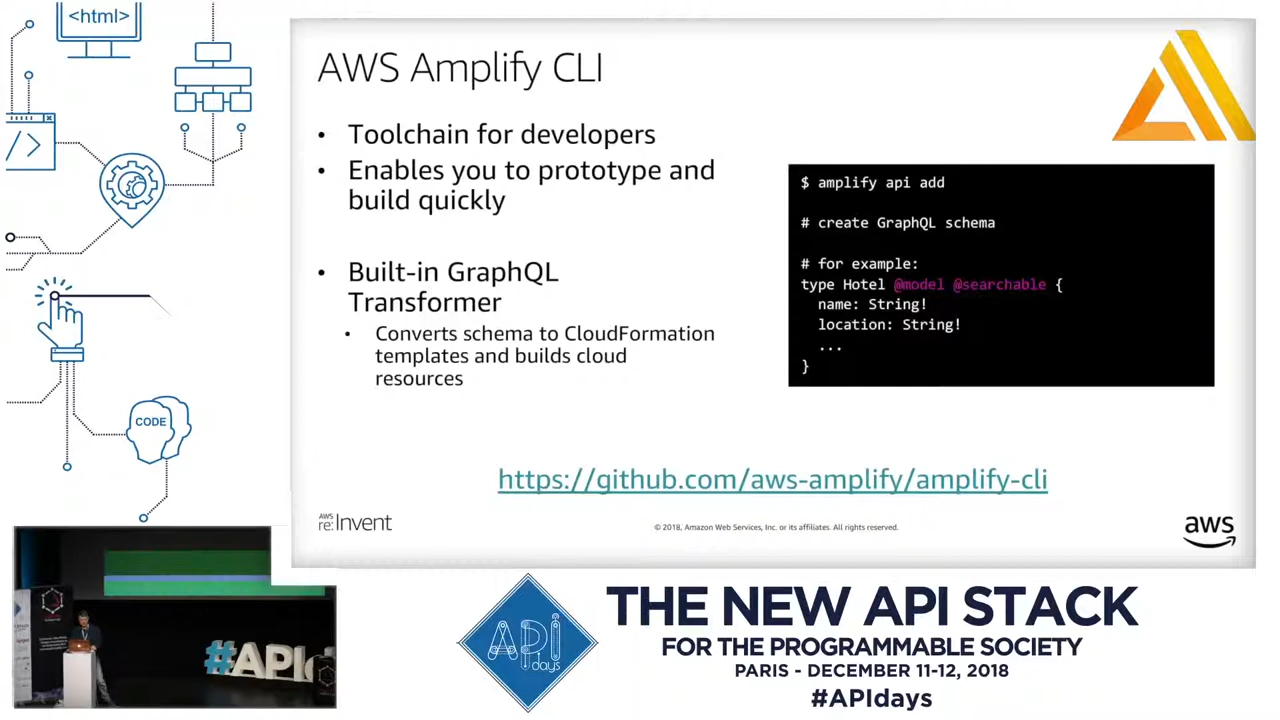 <html>
AWS Amplify CLI
• Toolchain for developers
• Enables you to prototype and
build quickly
• Built-in GraphQL
Transformer
• Converts schema to CloudFormation
templates and builds cloud
resources
$ amplify api add
# create GraphQL schema
# for example:
type Hotel @model @searchable {
name: String!
location: String!
...
}
https://github.com/aws-amplify/amplify-cli
AWS
re:Invent
© 2018, Amazon Web Services, Inc. or its affiliates. All rights reserved.
aws
</>
CODE
#API
API
days
THE NEW API STACK
FOR THE PROGRAMMABLE SOCIETY
PARIS - DECEMBER 11-12, 2018
#APIdays